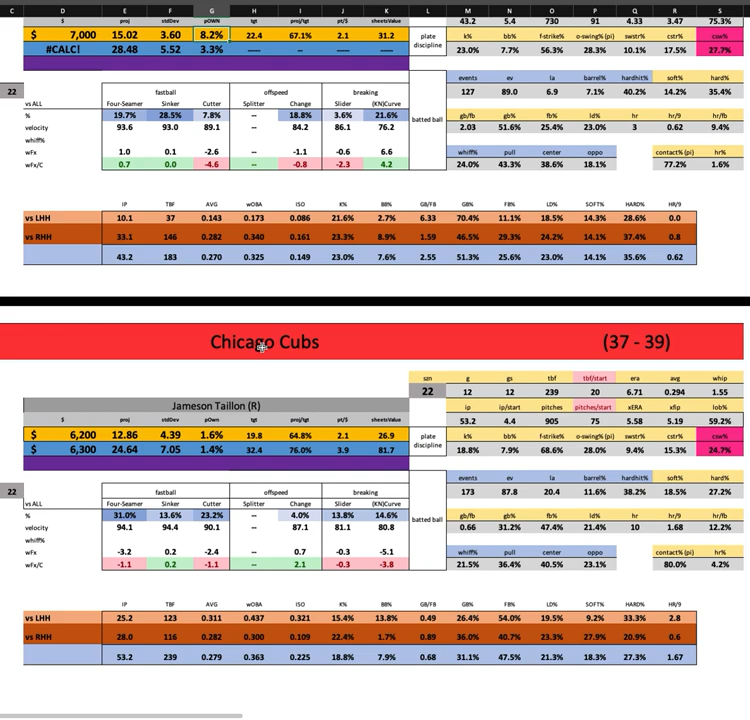 C D E F G H I J K L M N O P Q R S
$ proj stdDev pOWN tgt proj/tgt pt/$ sheetsValue 43.2 5.4 730 91 4.33 3.47 75.3%
$ 7,000 15.02 3.60 8.2% 22.4 67.1% 2.1 31.2 plate discipline k% bb% f-strike% o-swing% (pi) swstr% cstr% csw%
#CALC! 28.48 5.52 3.3% ---- -- ---- ---- 23.0% 7.7% 56.3% 28.3% 10.1% 17.5% 27.7%
events ev la barrel% hardhit% soft% hard%
22 fastball offspeed breaking 127 89.0 6.9 7.1% 40.2% 14.2% 35.4%
vs ALL Four-Seamer Sinker Cutter Splitter Change Slider (KN)Curve
% 19.7% 28.5% 7.8% -- 18.8% 3.6% 21.6% batted ball gb/fb gb% fb% ld% hr hr/9 hr/fb
velocity 93.6 93.0 89.1 -- 84.2 86.1 76.2 2.03 51.6% 25.4% 23.0% 3 0.62 9.4%
whiff%
wFx 1.0 0.1 -2.6 -- -1.1 -0.6 6.6 whiff% pull center oppo contact% (pi) hr%
wFx/C 0.7 0.0 -4.6 -- -0.8 -2.3 4.2 24.0% 43.3% 38.6% 18.1% 77.2% 1.6%
IP TBF AVG wOBA ISO K% BB% GB/FB GB% FB% LD% SOFT% HARD% HR/9
vs LHH 10.1 37 0.143 0.173 0.086 21.6% 2.7% 6.33 70.4% 11.1% 18.5% 14.3% 28.6% 0.0
vs RHH 33.1 146 0.282 0.340 0.161 23.3% 8.9% 1.59 46.5% 29.3% 24.2% 14.1% 37.4% 0.8
43.2 183 0.270 0.325 0.149 23.0% 7.6% 2.55 51.3% 25.6% 23.0% 14.1% 35.6% 0.62
Chicago Cubs (37 - 39)
szn g gs tbf tbf/start era avg whip
22 12 12 239 20 6.71 0.294 1.55
Jameson Taillon (R) ip ip/start pitches pitches/start xERA xfip lob%
$ proj stdDev pOwn tgt proj/tgt pt/$ sheetsValue 53.2 4.4 905 75 5.58 5.19 59.2%
$ 6,200 12.86 4.39 1.6% 19.8 64.8% 2.1 26.9 plate discipline k% bb% f-strike% o-swing% (pi) swstr% cstr% csw%
$ 6,300 24.64 7.05 1.4% 32.4 76.0% 3.9 81.7 18.8% 7.9% 68.6% 28.0% 9.4% 15.3% 24.7%
events ev la barrel% hardhit% soft% hard%
22 fastball offspeed breaking 173 87.8 20.4 11.6% 38.2% 18.5% 27.2%
vs ALL Four-Seamer Sinker Cutter Splitter Change Slider (KN)Curve
% 31.0% 13.6% 23.2% -- 4.0% 13.8% 14.6% batted ball gb/fb gb% fb% ld% hr hr/9 hr/fb
velocity 94.1 94.4 90.1 -- 87.1 81.1 80.8 0.66 31.2% 47.4% 21.4% 10 1.68 12.2%
whiff%
wFx -3.2 0.2 -2.4 0.7 -0.3 -5.1 whiff% pull center oppo contact% (pi) hr%
wFx/C -1.1 0.2 -1.1 -- 2.1 -0.3 -3.8 21.5% 36.4% 40.5% 23.1% 80.0% 4.2%
IP TBF AVG wOBA ISO K% BB% GB/FB GB% FB% LD% SOFT% HARD% HR/9
vs LHH 25.2 123 0.311 0.437 0.321 15.4% 13.8% 0.49 26.4% 54.0% 19.5% 9.2% 33.3% 2.8
vs RHH 28.0 116 0.282 0.300 0.109 22.4% 1.7% 0.89 36.0% 40.7% 23.3% 27.9% 20.9% 0.6
53.2 239 0.279 0.363 0.225 18.8% 7.9% 0.68 31.1% 47.5% 21.3% 18.3% 27.3% 1.67